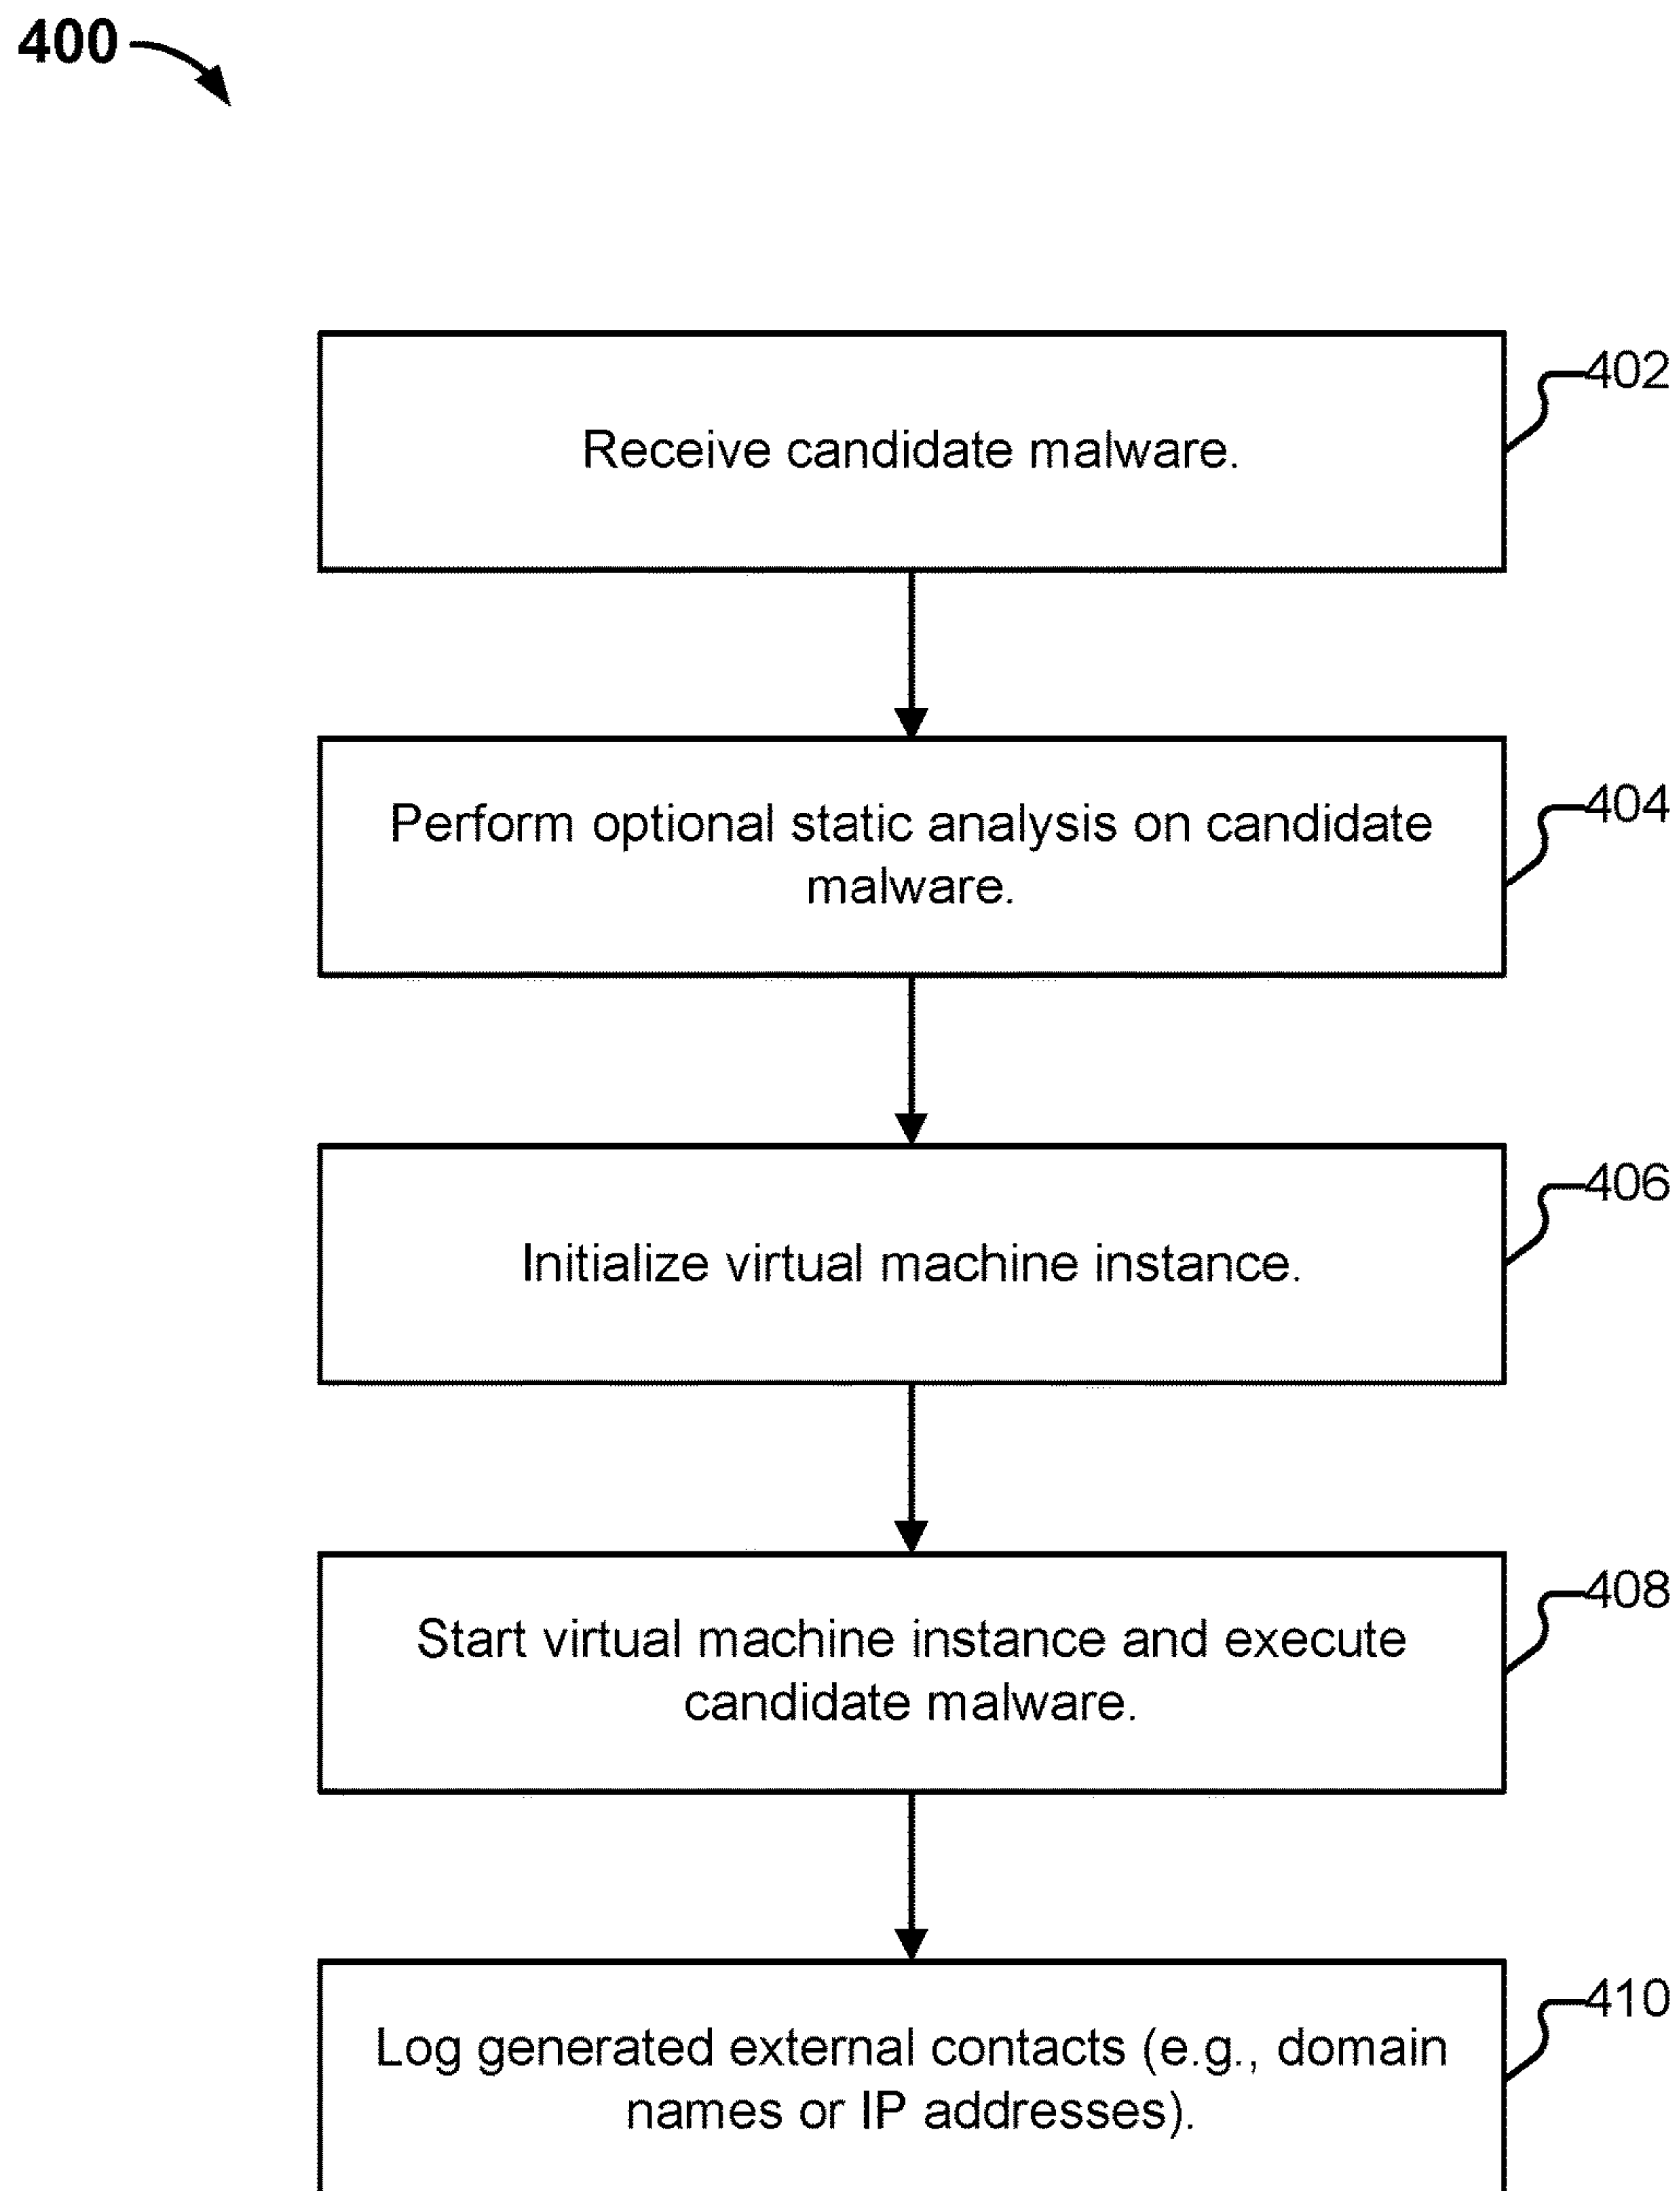 400
Receive candidate malware.
402
Perform optional static analysis on candidate
malware.
404
Initialize virtual machine instance.
406
Start virtual machine instance and execute
candidate malware.
408
Log generated external contacts (e.g., domain
names or IP addresses).
410